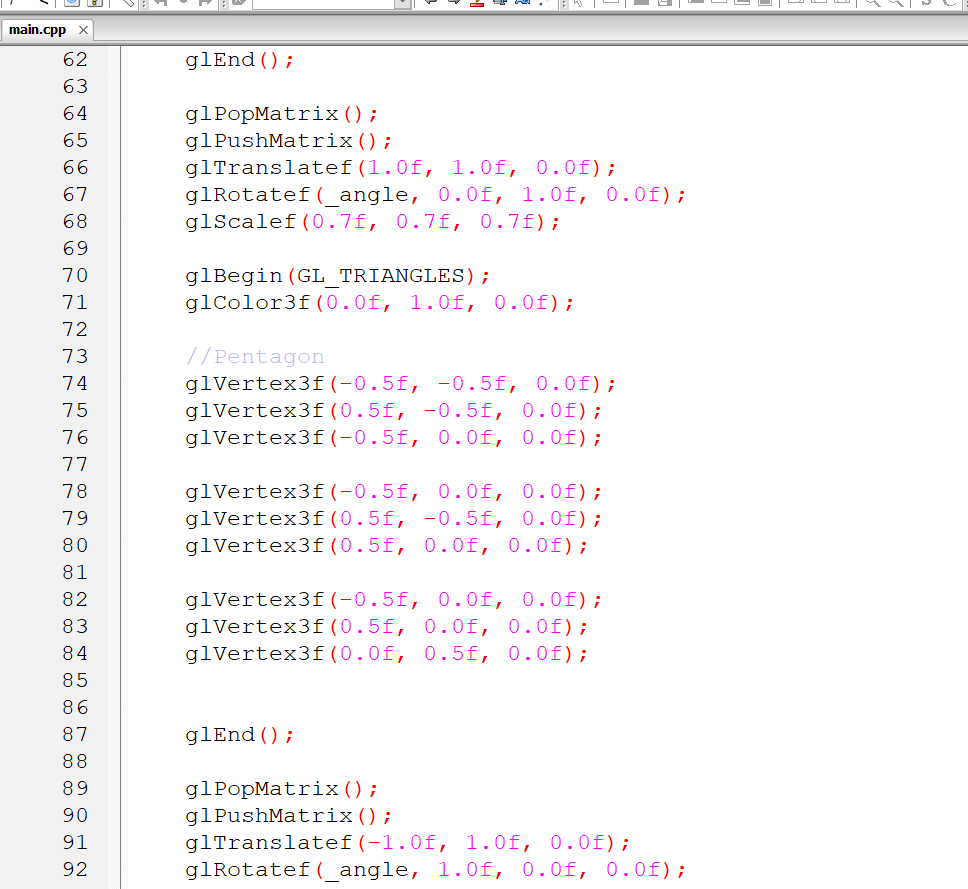 main.cpp
62 glEnd();
63
64 glPopMatrix();
65 glPushMatrix();
66 glTranslatef(1.0f, 1.0f, 0.0f);
67 glRotatef(_angle, 0.0f, 1.0f, 0.0f);
68 glScalef(0.7f, 0.7f, 0.7f);
69
70 glBegin(GL_TRIANGLES);
71 glColor3f(0.0f, 1.0f, 0.0f);
72
73 //Pentagon
74 glVertex3f(-0.5f, -0.5f, 0.0f);
75 glVertex3f(0.5f, -0.5f, 0.0f);
76 glVertex3f(-0.5f, 0.0f, 0.0f);
77
78 glVertex3f(-0.5f, 0.0f, 0.0f);
79 glVertex3f(0.5f, -0.5f, 0.0f);
80 glVertex3f(0.5f, 0.0f, 0.0f);
81
82 glVertex3f(-0.5f, 0.0f, 0.0f);
83 glVertex3f(0.5f, 0.0f, 0.0f);
84 glVertex3f(0.0f, 0.5f, 0.0f);
85
86
87 glEnd();
88
89 glPopMatrix();
90 glPushMatrix();
91 glTranslatef(-1.0f, 1.0f, 0.0f);
92 glRotatef(_angle, 1.0f, 0.0f, 0.0f);